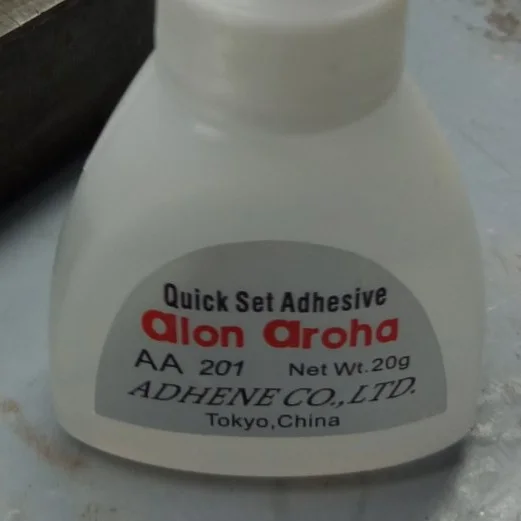 Quick Set Adhesive
alon aroha
AA 201 Net Wt.20g
ADHENE CO.,LTD.
Tokyo,China